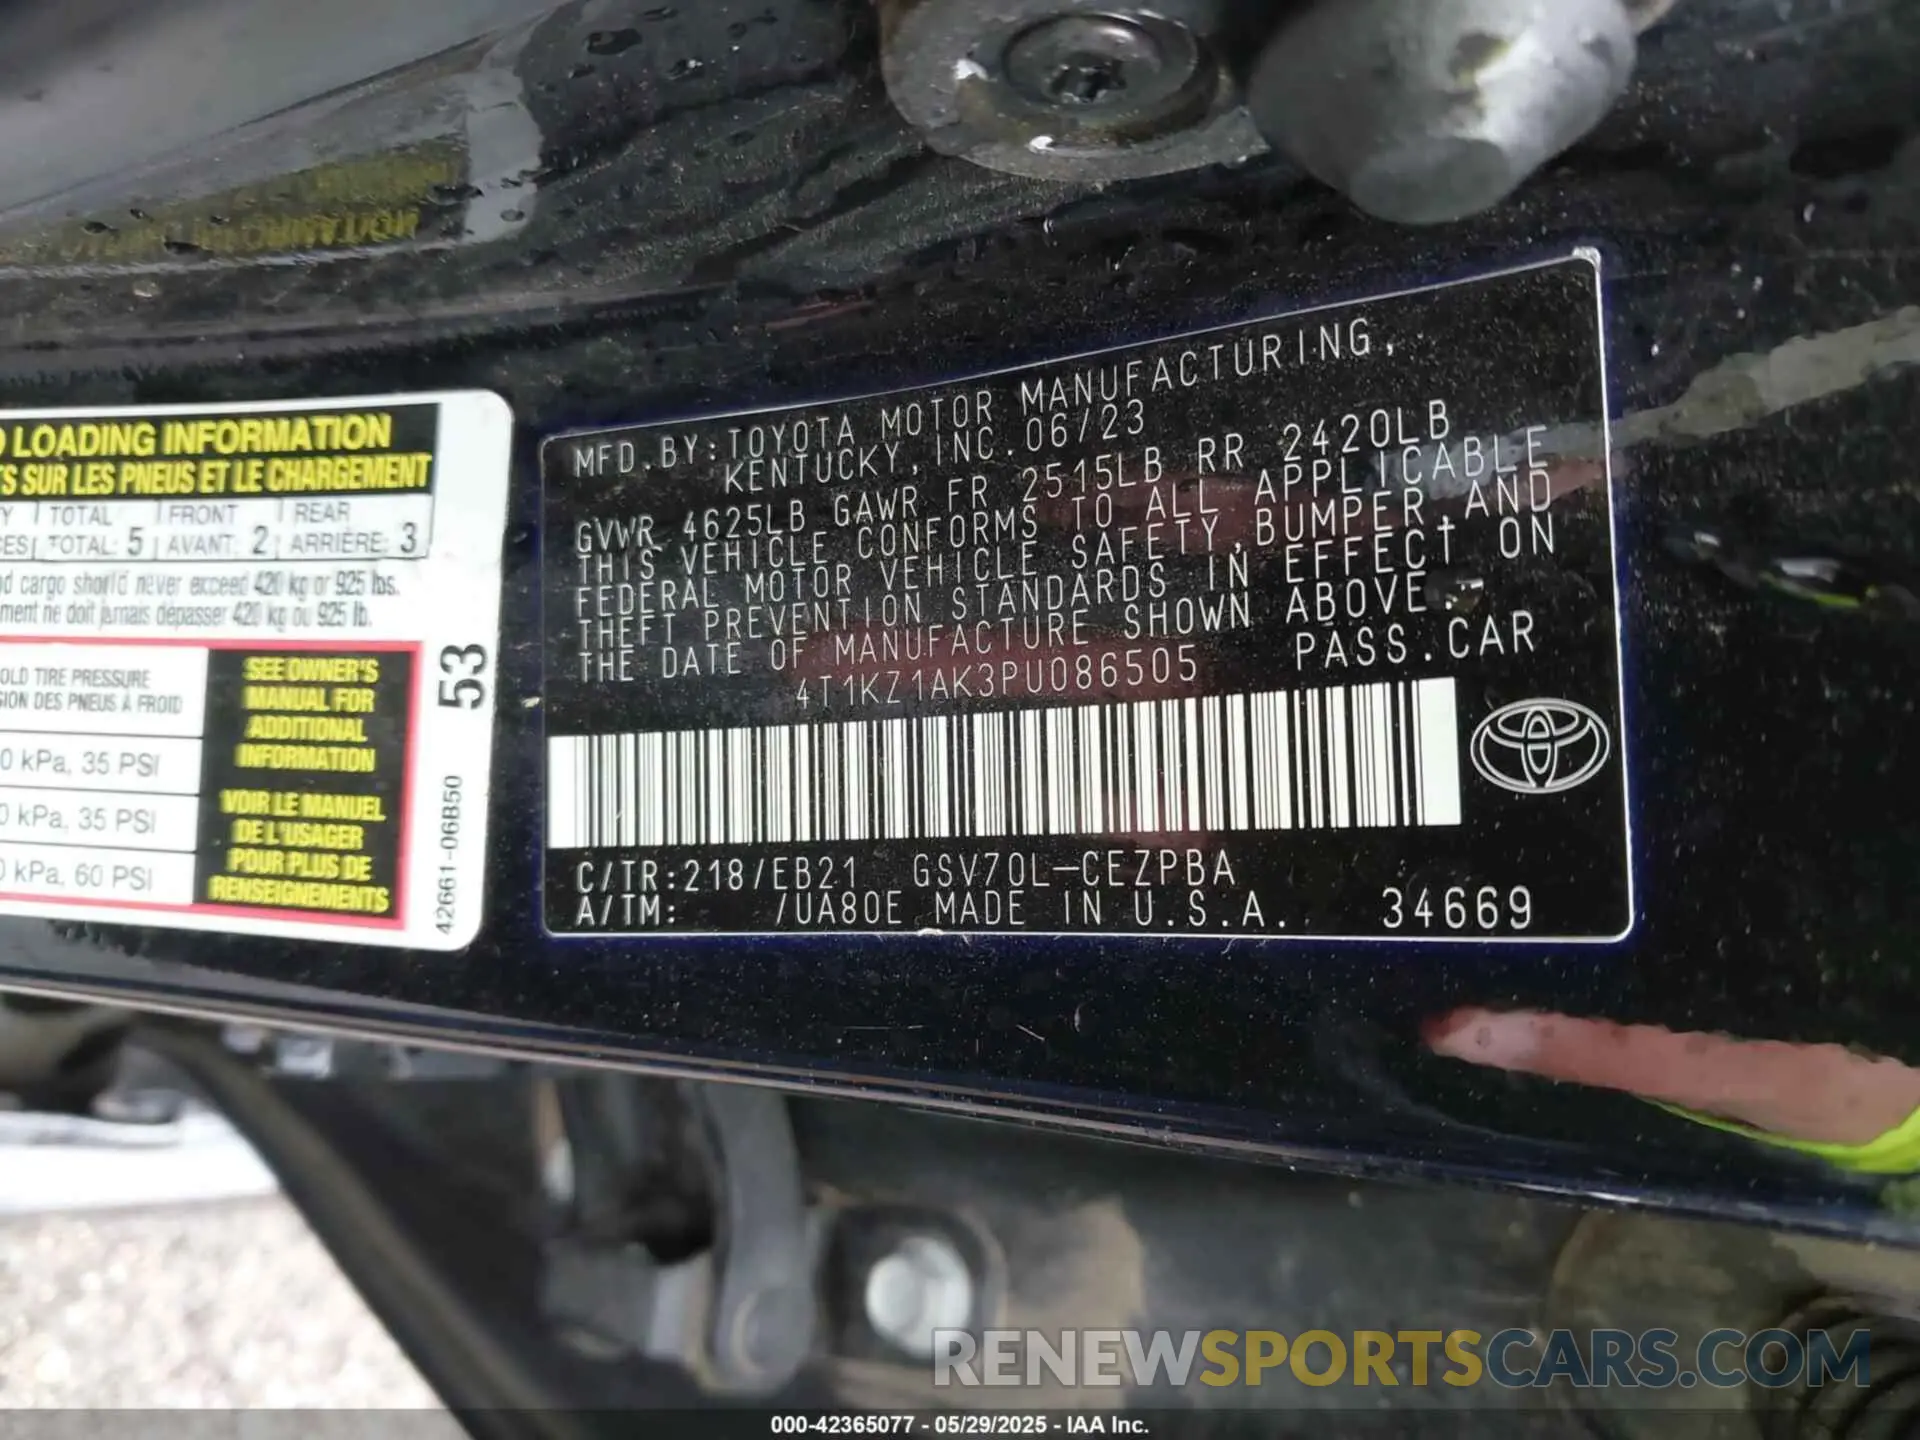 LOADING INFORMATION
SUR LES PNEUS ET LE CHARGEMENT
TOTAL FRONT REAR
TOTAL: 5 AVANT: 2 ARRIÈRE: 3
cargo should never exceed 420 kg or 925 lbs.
ne doit jamais dépasser 420 kg ou 925 lb.
TIRE PRESSURE
DES PNEUS À FROID
kPa, 35 PSI
kPa, 35 PSI
kPa, 60 PSI
SEE OWNER'S
MANUAL FOR
ADDITIONAL
INFORMATION
VOIR LE MANUEL
DE L'USAGER
POUR PLUS DE
RENSEIGNEMENTS
53
42661-06B50
MFD.BY:TOYOTA MOTOR MANUFACTURING,
KENTUCKY,INC.06/23
GVWR 4625LB GAWR FR 2515LB RR 2420LB
THIS VEHICLE CONFORMS TO ALL APPLICABLE
FEDERAL MOTOR VEHICLE SAFETY,BUMPER,AND
THEFT PREVENTION STANDARDS IN EFFECT ON
THE DATE OF MANUFACTURE SHOWN ABOVE.
4T1KZ1AK3PU086505 PASS.CAR
C/TR:218/EB21 GSV70L-CEZPBA
A/TM: /UA80E MADE IN U.S.A. 34669
RENEWSPORTSCARS.COM
000-42365077 - 05/29/2025 - IAA Inc.